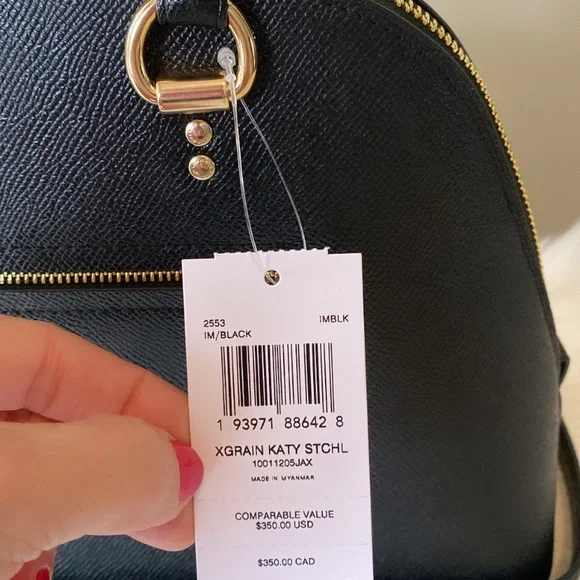 2553 IMBLK
IM/BLACK
1 93971 88642 8
XGRAIN KATY STCHL
10011205JAX
MADE IN MYANMAR
COMPARABLE VALUE
$350.00 USD
$350.00 CAD